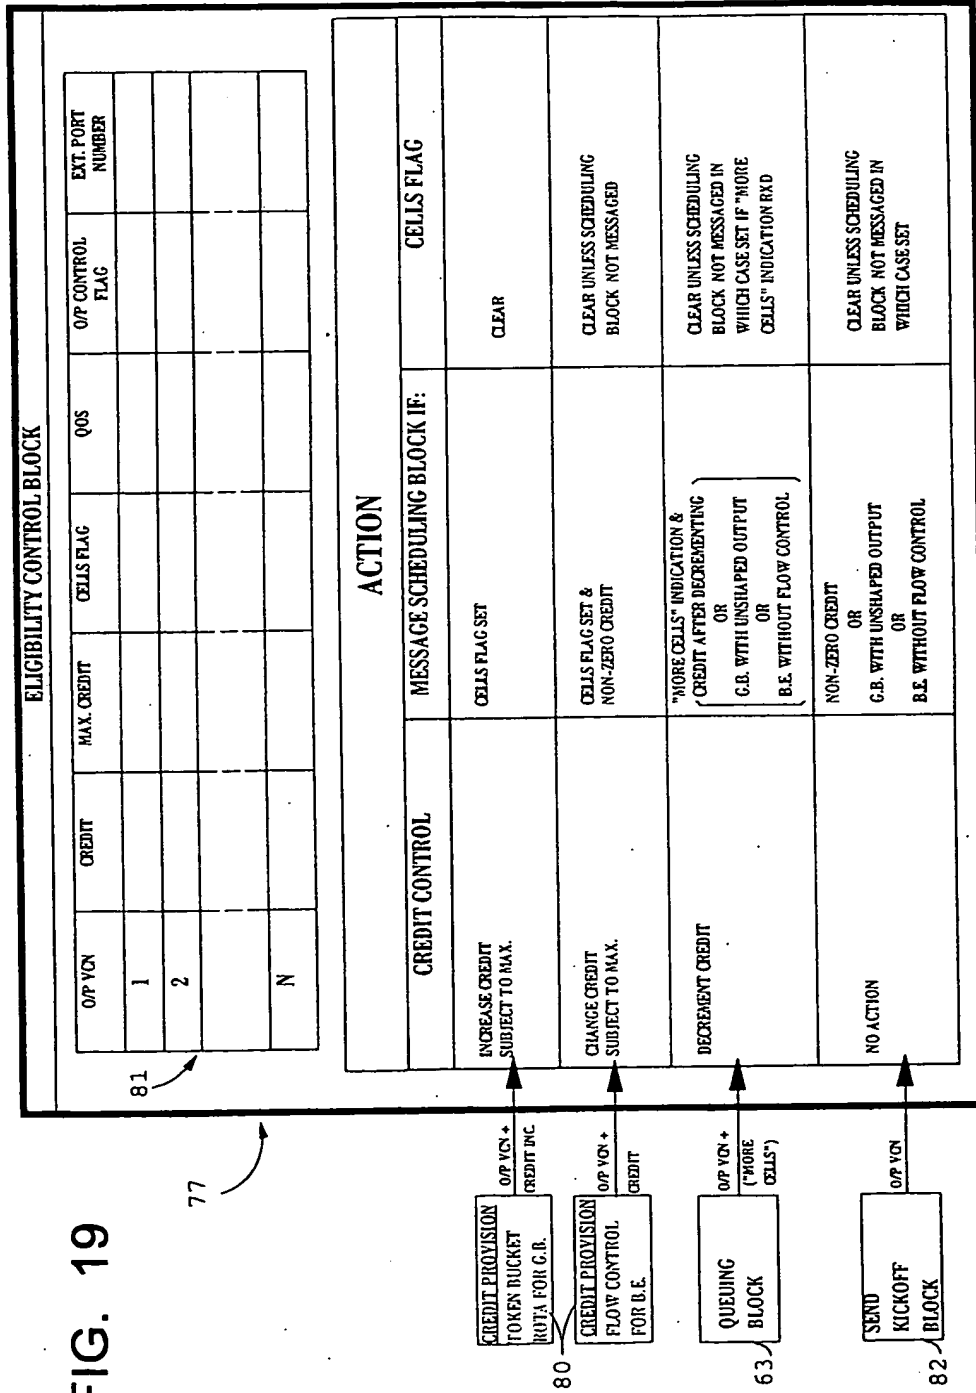 FIG. 19
77
ELIGIBILITY CONTROL BLOCK
81
O/P VCN
CREDIT
MAX. CREDIT
CELLS FLAG
QOS
O/P CONTROL
FLAG
EXT. PORT
NUMBER
1
2
N
ACTION
CREDIT CONTROL
MESSAGE SCHEDULING BLOCK IF:
CELLS FLAG
80
CREDIT PROVISION
TOKEN BUCKET
ROTA FOR G.B.
O/P VCN +
CREDIT INC.
INCREASE CREDIT
SUBJECT TO MAX.
CELLS FLAG SET
CLEAR
CREDIT PROVISION
FLOW CONTROL
FOR B.E.
O/P VCN +
CREDIT
CHANGE CREDIT
SUBJECT TO MAX.
CELLS FLAG SET &
NON-ZERO CREDIT
CLEAR UNLESS SCHEDULING
BLOCK NOT MESSAGED
63
QUEUING
BLOCK
O/P VCN +
("MORE
CELLS")
DECREMENT CREDIT
"MORE CELLS" INDICATION &
CREDIT AFTER DECREMENTING
OR
G.B. WITH UNSHAPED OUTPUT
OR
B.E. WITHOUT FLOW CONTROL
CLEAR UNLESS SCHEDULING
BLOCK NOT MESSAGED IN
WHICH CASE SET IF "MORE
CELLS" INDICATION RXD
82
SEND
KICKOFF
BLOCK
O/P VCN
NO ACTION
NON-ZERO CREDIT
OR
G.B. WITH UNSHAPED OUTPUT
OR
B.E. WITHOUT FLOW CONTROL
CLEAR UNLESS SCHEDULING
BLOCK NOT MESSAGED IN
WHICH CASE SET